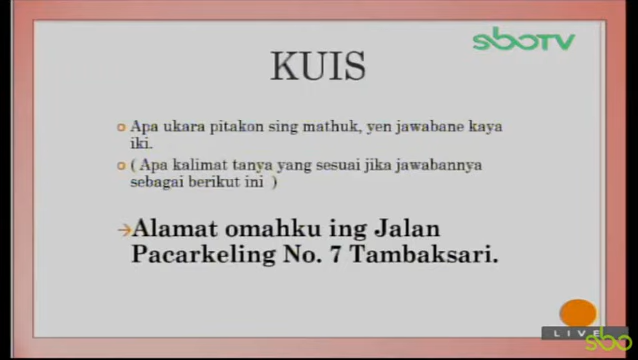 sboTV
KUIS
Apa ukara pitakon sing mathuk, yen jawabane kaya
iki.
( Apa kalimat tanya yang sesuai jika jawabannya
sebagai berikut ini )
Alamat omahku ing Jalan
Pacarkeling No. 7 Tambaksari.
LIVE
sbo